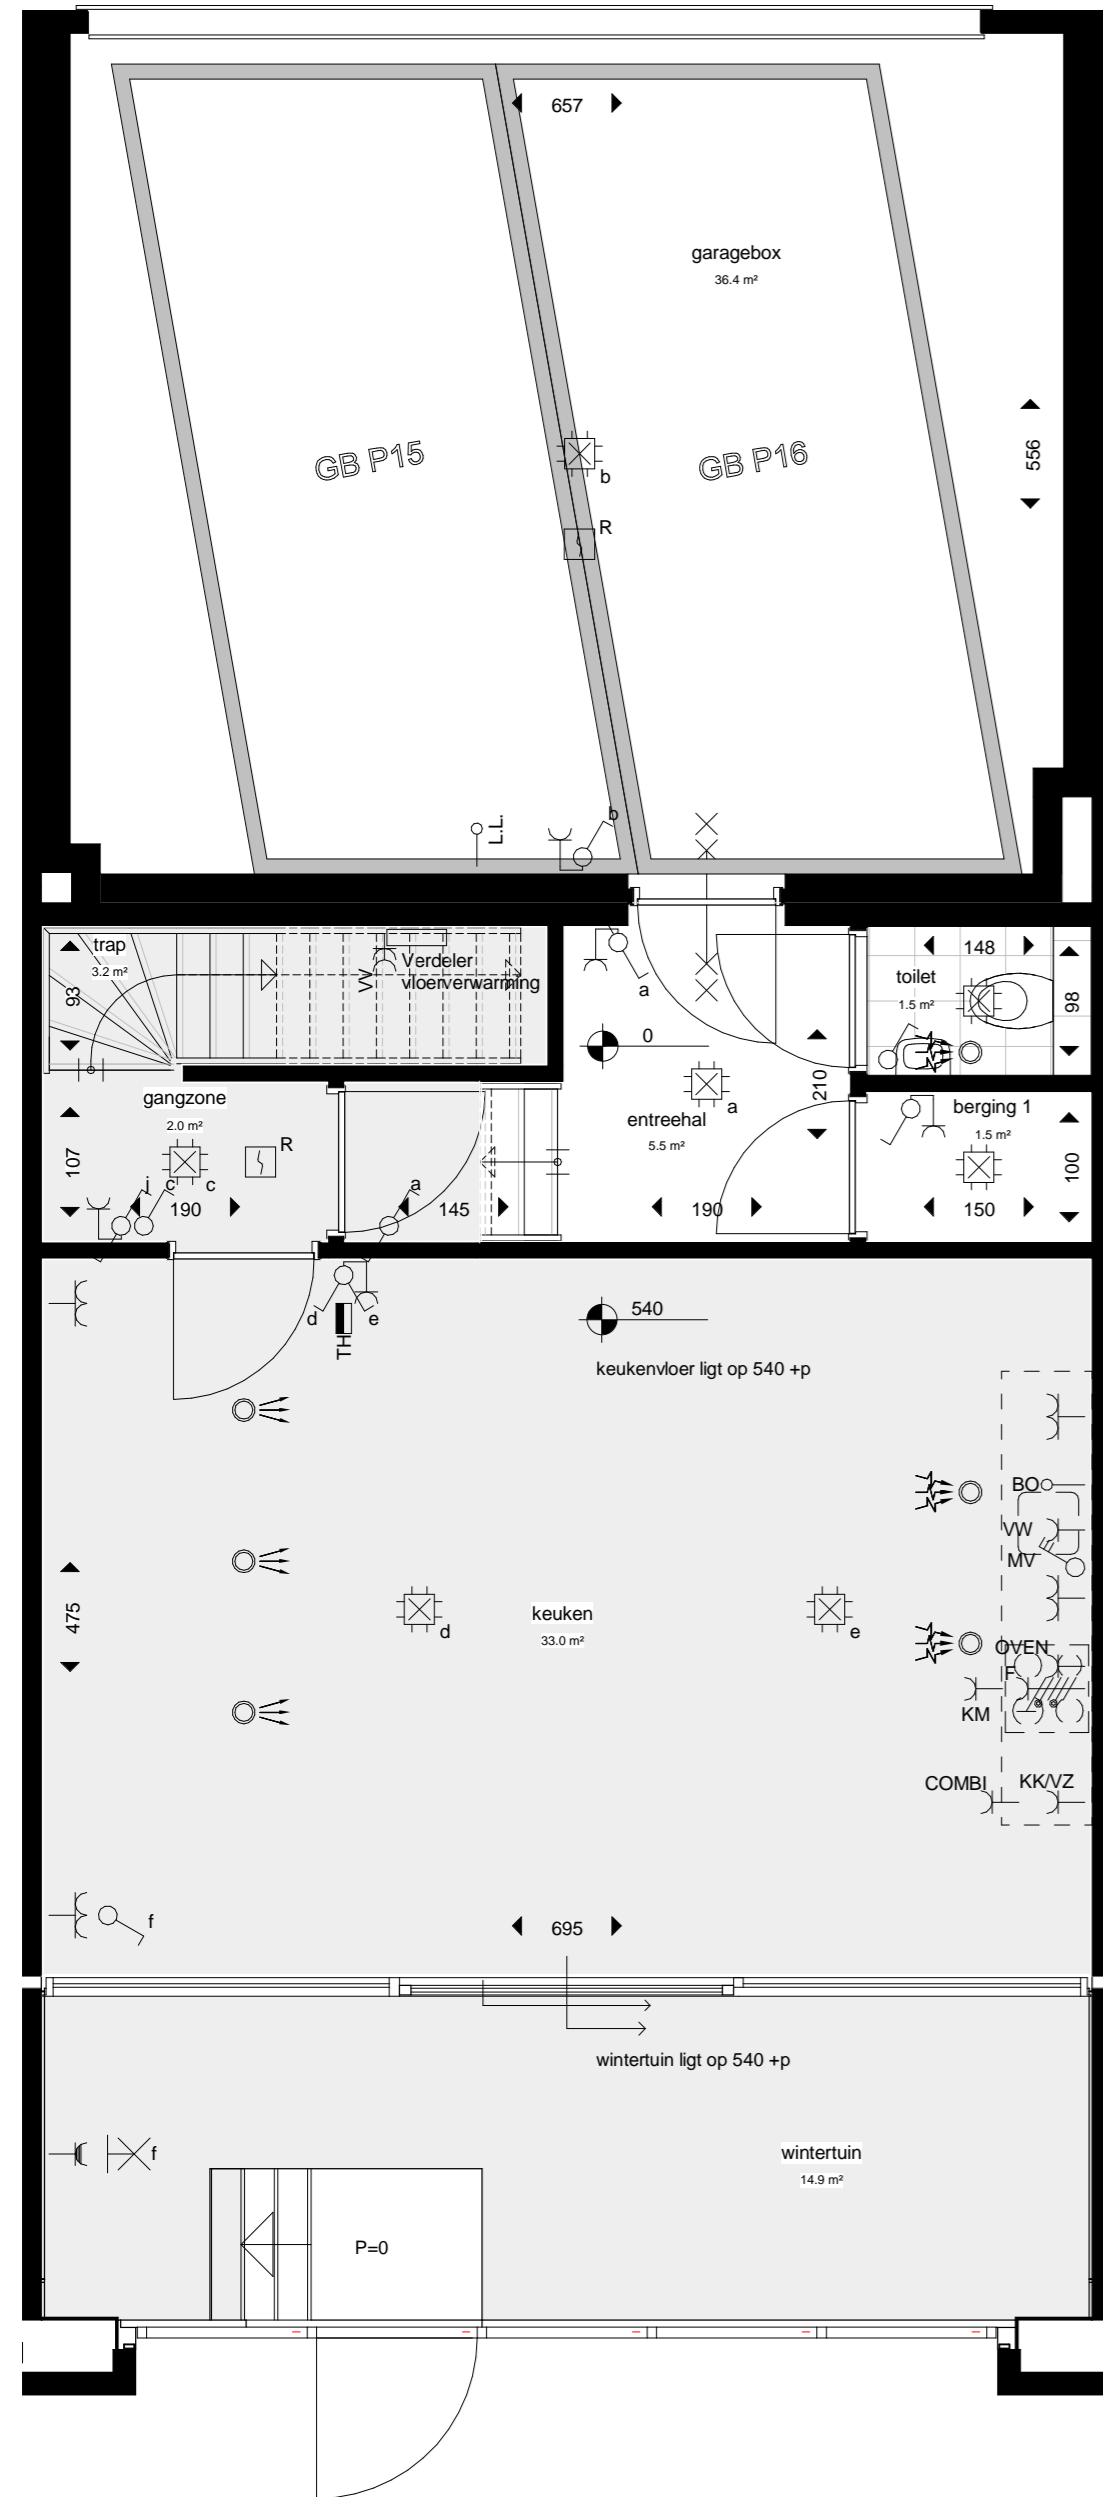 657
garagebox
36.4 m²
556
GB P15
GB P16
b
R
L.L.
b
trap
3.2 m²
93
VW
Verdeler
vloerverwarming
a
0
148
toilet
1.5 m²
98
210
gangzone
2.0 m²
107
R
j c c
190
a
145
entreehal
5.5 m²
a
190
berging 1
1.5 m²
100
150
d
e
TH
540
keukenvloer ligt op 540 +p
BO
VW
MV
475
d
keuken
33.0 m²
e
OVEN
F
KM
COMBI
KK/VZ
f
695
wintertuin ligt op 540 +p
f
wintertuin
14.9 m²
P=0